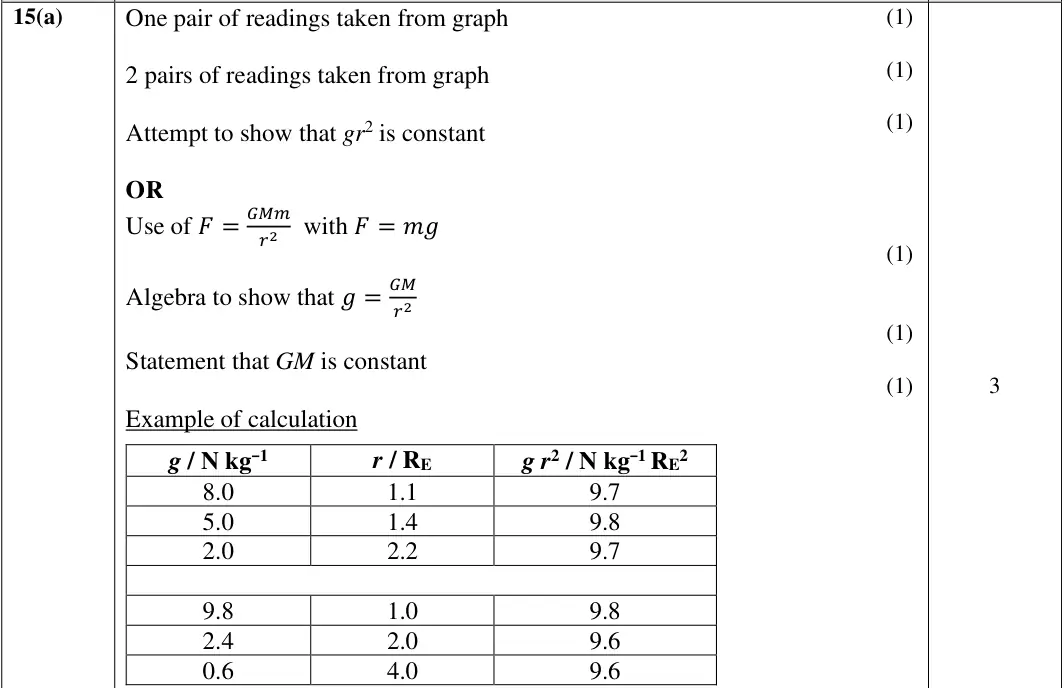 15(a)
One pair of readings taken from graph (1)
2 pairs of readings taken from graph (1)
Attempt to show that gr² is constant (1)
OR
Use of F = GMm/r² with F = mg (1)
Algebra to show that g = GM/r² (1)
Statement that GM is constant (1)
3
Example of calculation
g / N kg⁻¹ r / R_E g r² / N kg⁻¹ R_E²
8.0 1.1 9.7
5.0 1.4 9.8
2.0 2.2 9.7
9.8 1.0 9.8
2.4 2.0 9.6
0.6 4.0 9.6